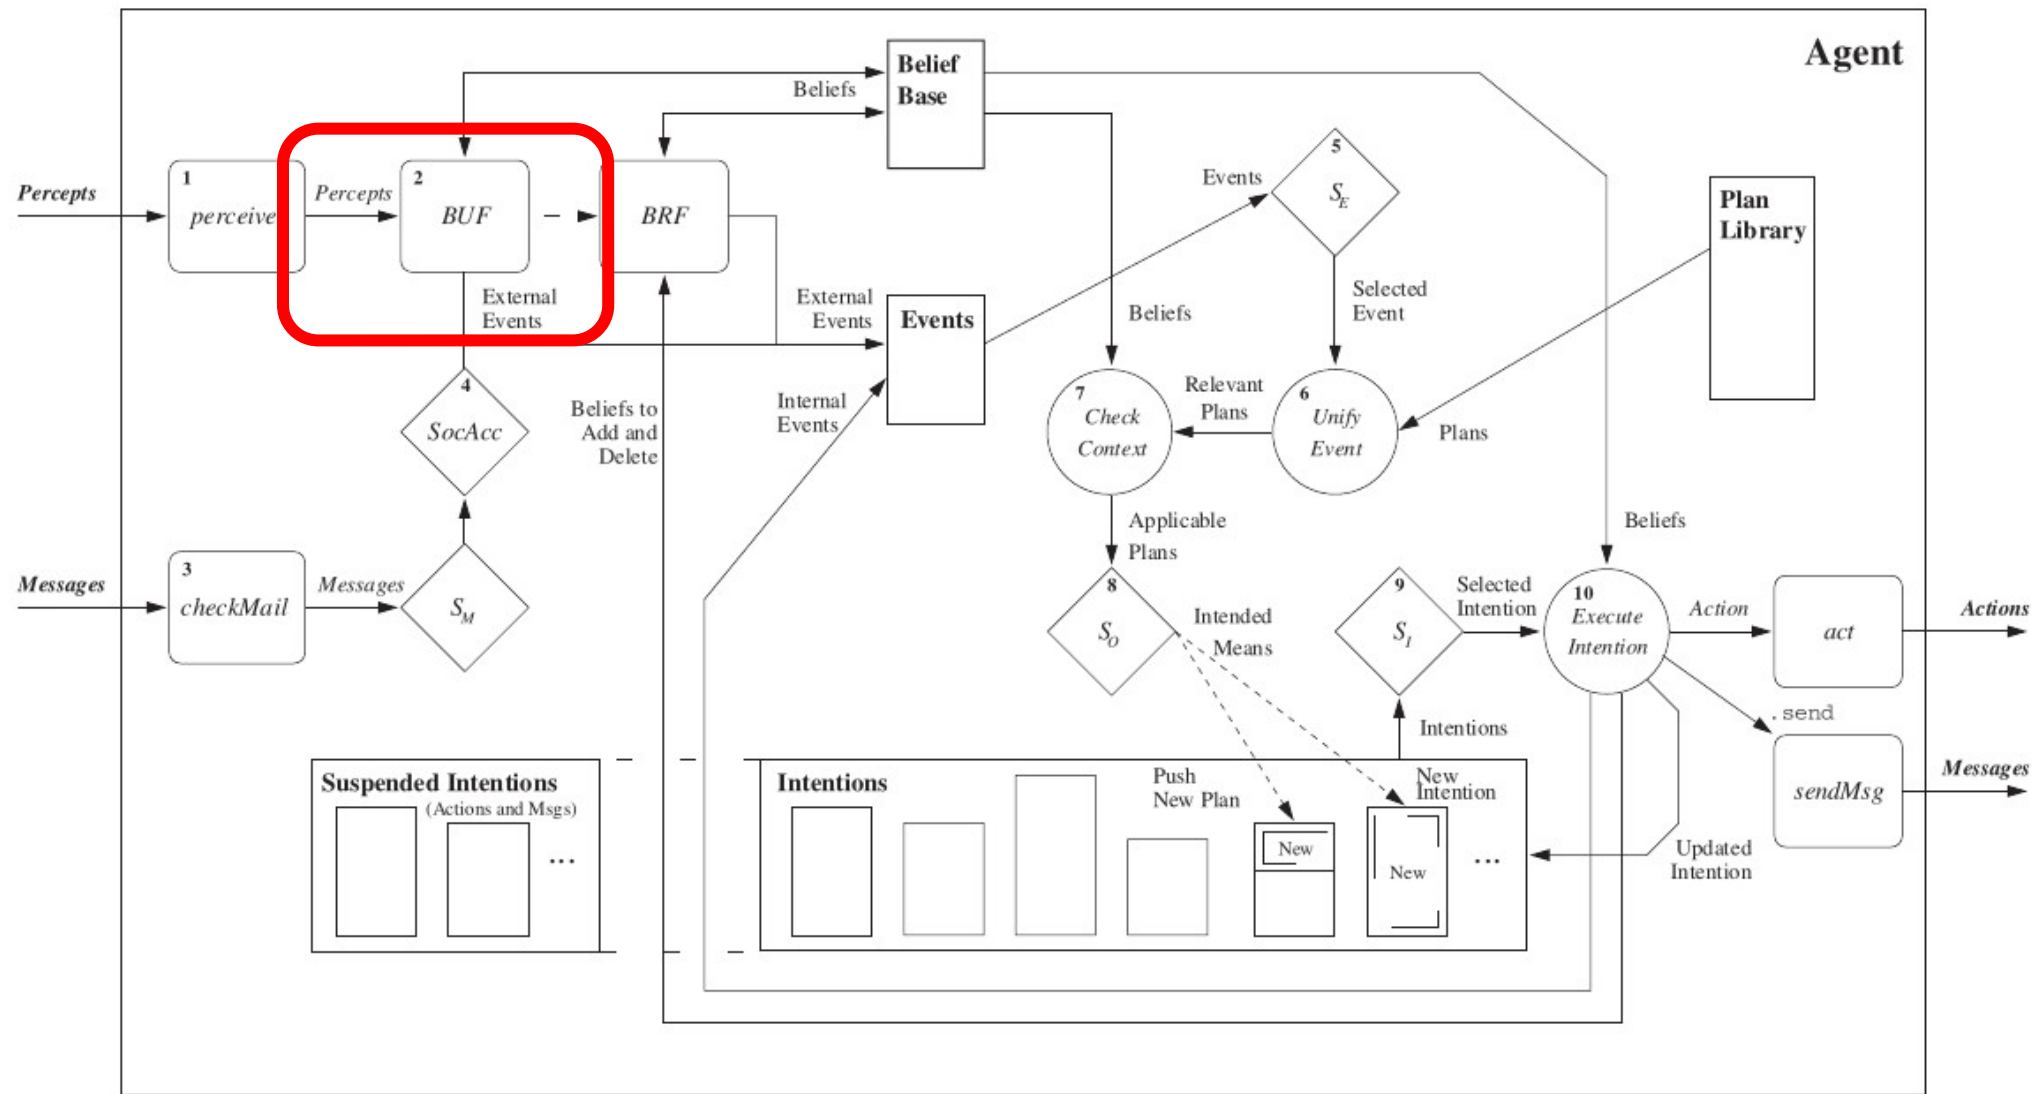 Agent
Belief
Base
Beliefs
Percepts
1
perceive
Percepts
2
BUF
BRF
External
Events
External
Events
Events
Events
5
SE
Selected
Event
Plan
Library
Beliefs
4
SocAcc
Beliefs to
Add and
Delete
Internal
Events
7
Check
Context
Relevant
Plans
6
Unify
Event
Plans
Applicable
Plans
Beliefs
Messages
3
checkMail
Messages
SM
8
SO
Intended
Means
9
SI
Selected
Intention
10
Execute
Intention
Action
act
Actions
.send
sendMsg
Messages
Intentions
Suspended Intentions
(Actions and Msgs)
...
Intentions
Push
New Plan
New
Intention
New
New
...
Updated
Intention